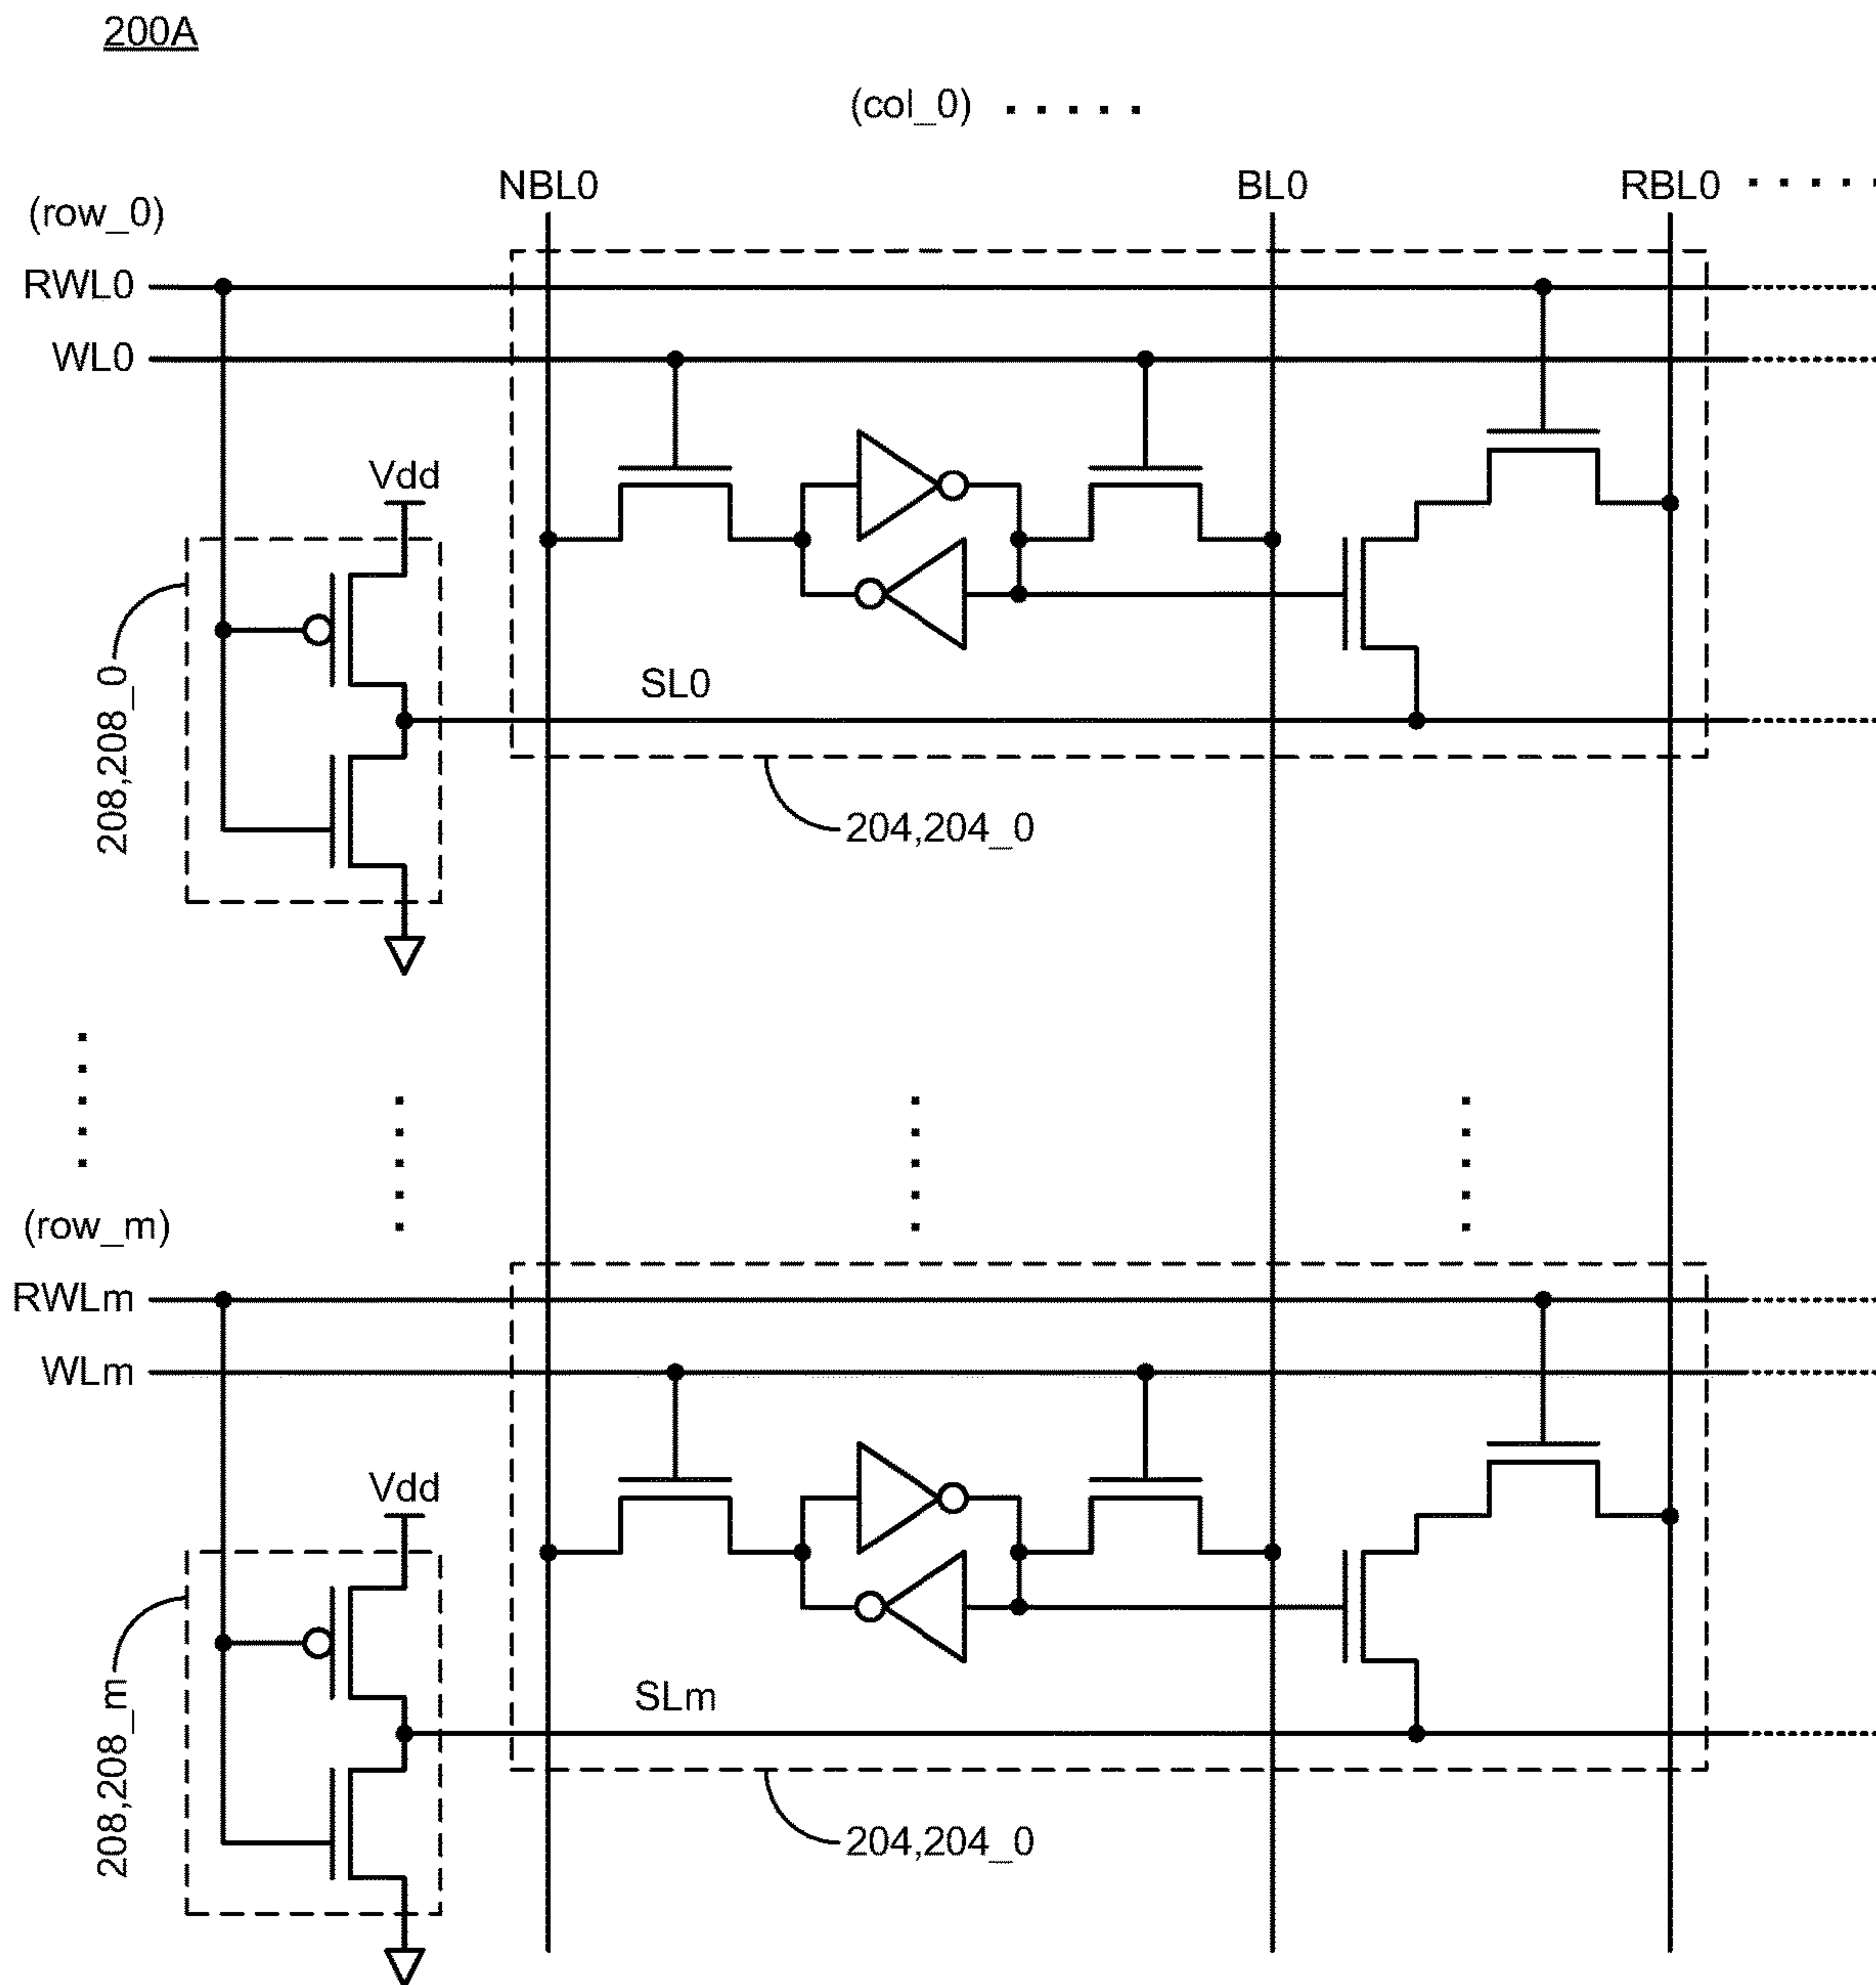 200A
(col_0) . . . . .
NBL0
BL0
RBL0 . . . . .
(row_0)
RWL0
WL0
Vdd
208,208_0
SL0
204,204_0
(row_m)
RWLm
WLm
Vdd
208,208_m
SLm
204,204_0